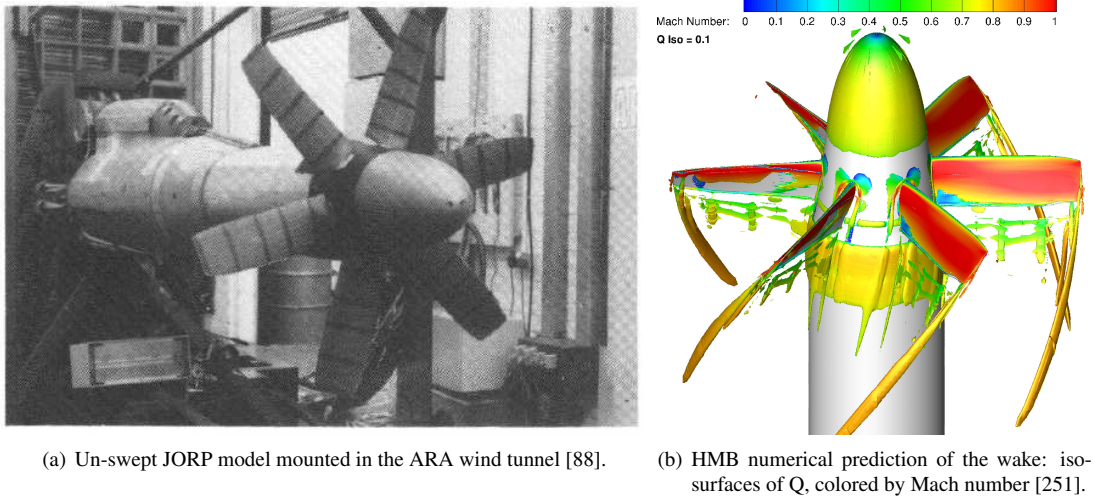 Mach Number: 0 0.1 0.2 0.3 0.4 0.5 0.6 0.7 0.8 0.9 1
Q Iso = 0.1
(a) Un-swept JORP model mounted in the ARA wind tunnel [88].
(b) HMB numerical prediction of the wake: iso-
surfaces of Q, colored by Mach number [251].